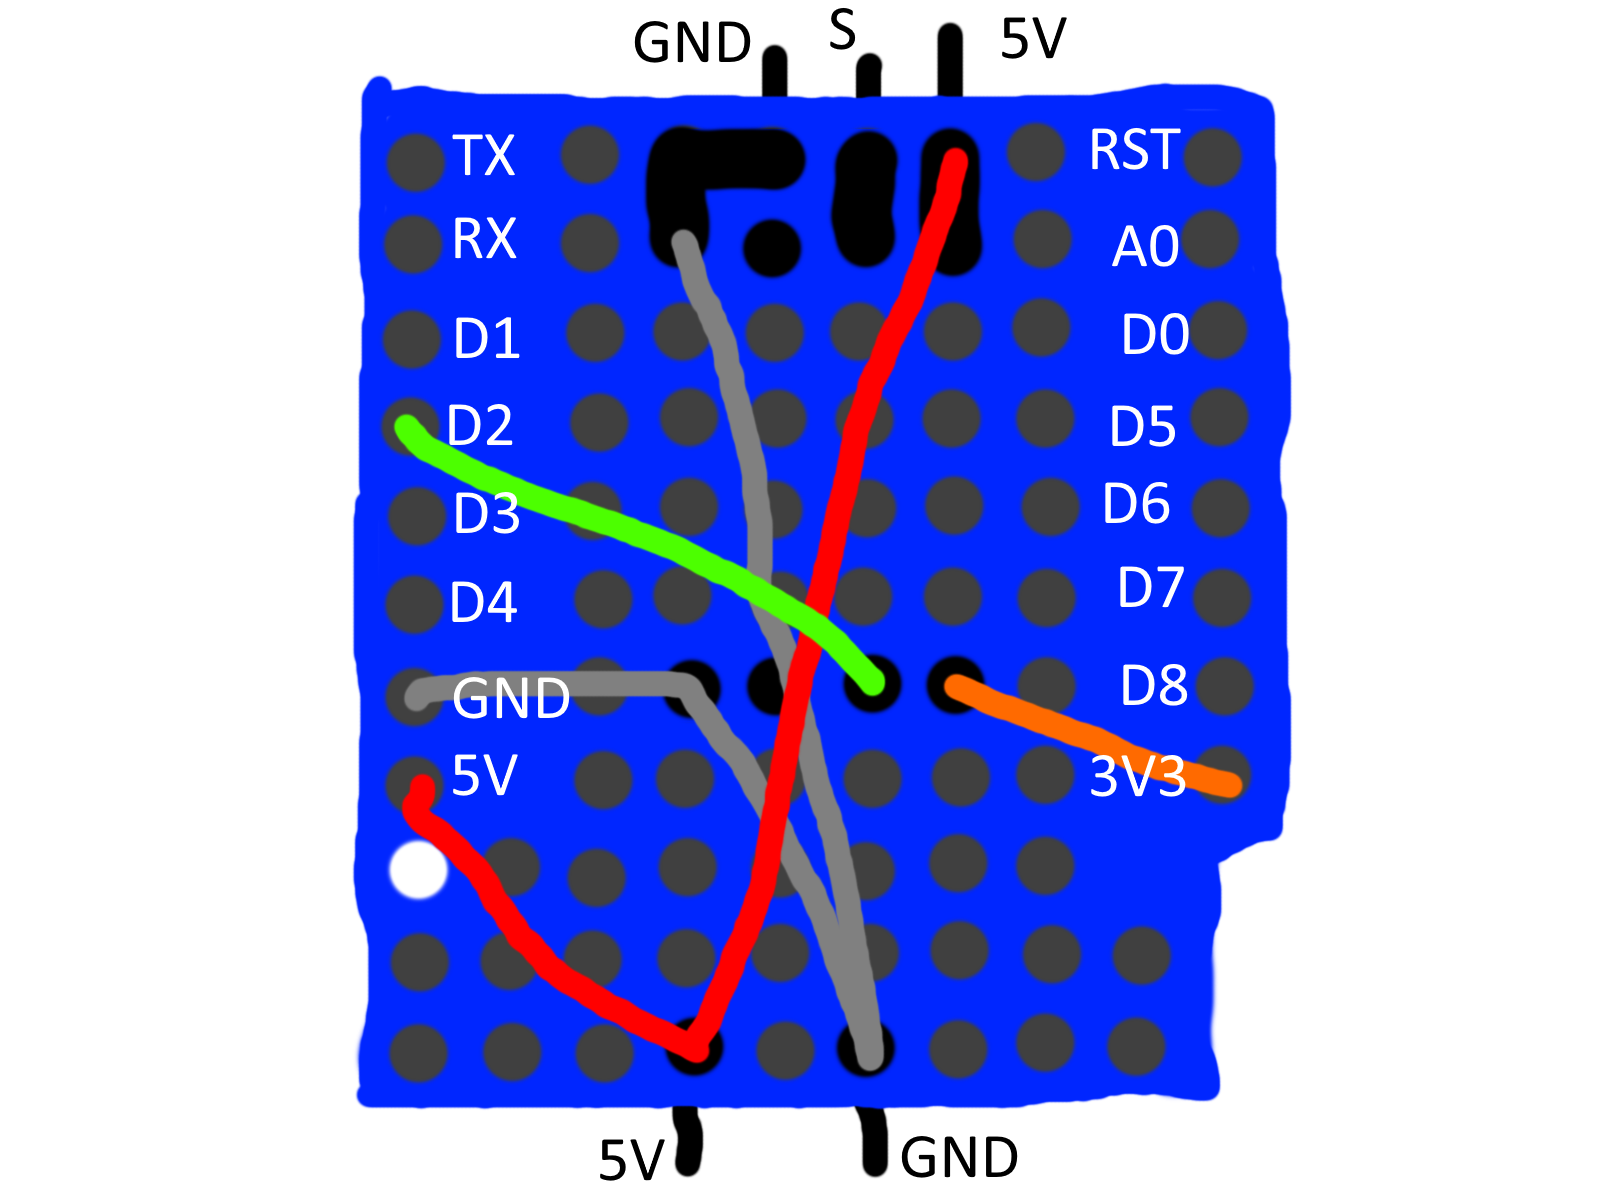 GND S 5V
TX RST
RX A0
D1 D0
D2 D5
D3 D6
D4 D7
GND D8
5V 3V3
5V GND